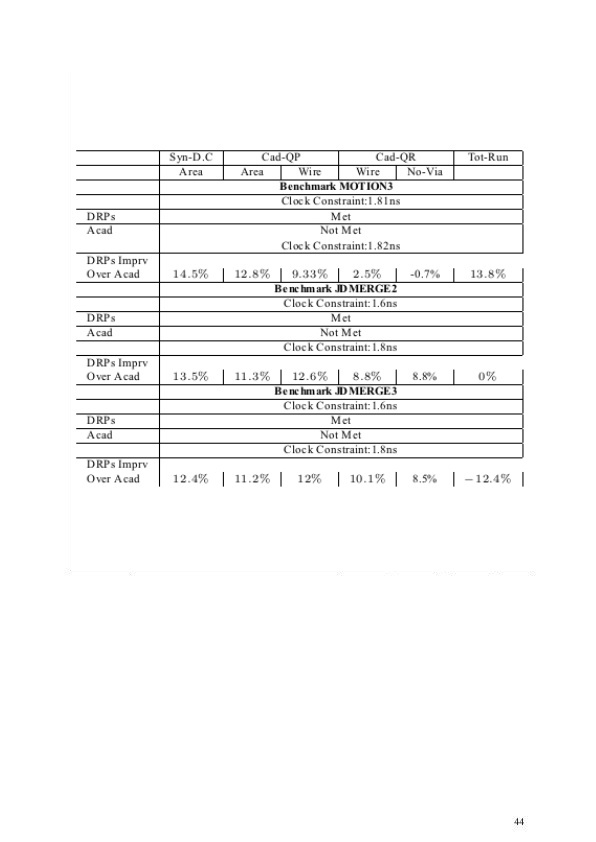 Syn-D.C Cad-QP Cad-QR Tot-Run
Area Area Wire Wire No-Via
Benchmark MOTION3
Clock Constraint:1.81ns
DRPs Met
Acad Not Met
Clock Constraint:1.82ns
DRPs Imprv
Over Acad 14.5% 12.8% 9.33% 2.5% -0.7% 13.8%
Benchmark JDMERGE2
Clock Constraint:1.6ns
DRPs Met
Acad Not Met
Clock Constraint:1.8ns
DRPs Imprv
Over Acad 13.5% 11.3% 12.6% 8.8% 8.8% 0%
Benchmark JDMERGE3
Clock Constraint:1.6ns
DRPs Met
Acad Not Met
Clock Constraint:1.8ns
DRPs Imprv
Over Acad 12.4% 11.2% 12% 10.1% 8.5% −12.4%
44